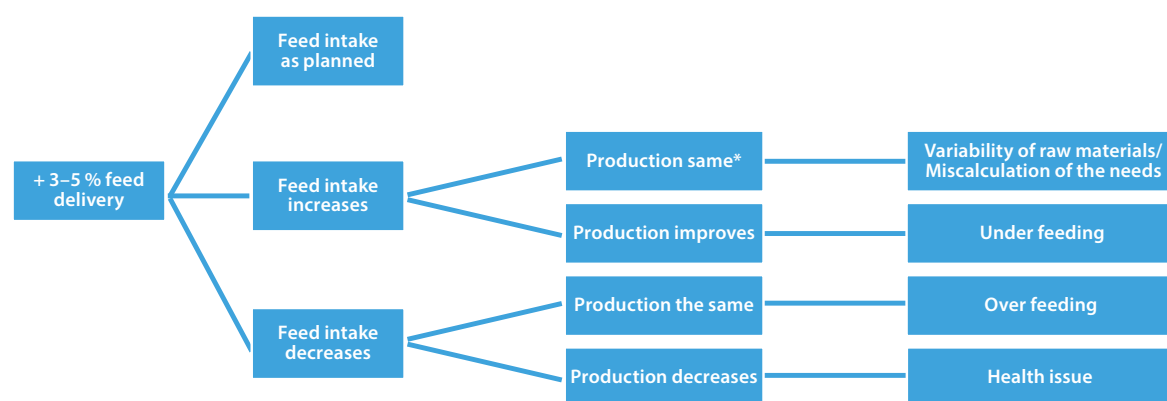 Feed intake
as planned
+ 3–5 % feed
delivery
Feed intake
increases
Production same*
Variability of raw materials/
Miscalculation of the needs
Production improves
Under feeding
Feed intake
decreases
Production the same
Over feeding
Production decreases
Health issue